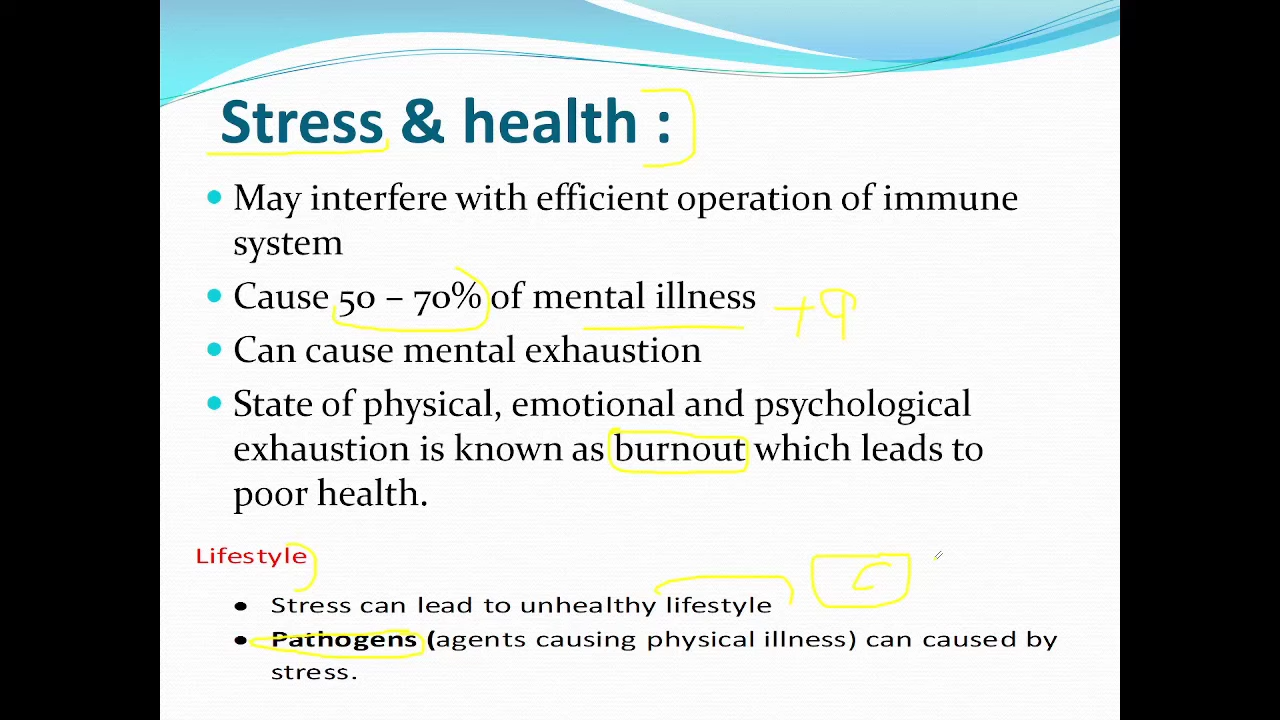 Stress & health :
• May interfere with efficient operation of immune
system
• Cause 50 – 70% of mental illness
• Can cause mental exhaustion
• State of physical, emotional and psychological
exhaustion is known as burnout which leads to
poor health.
Lifestyle
• Stress can lead to unhealthy lifestyle
• Pathogens (agents causing physical illness) can caused by
stress.